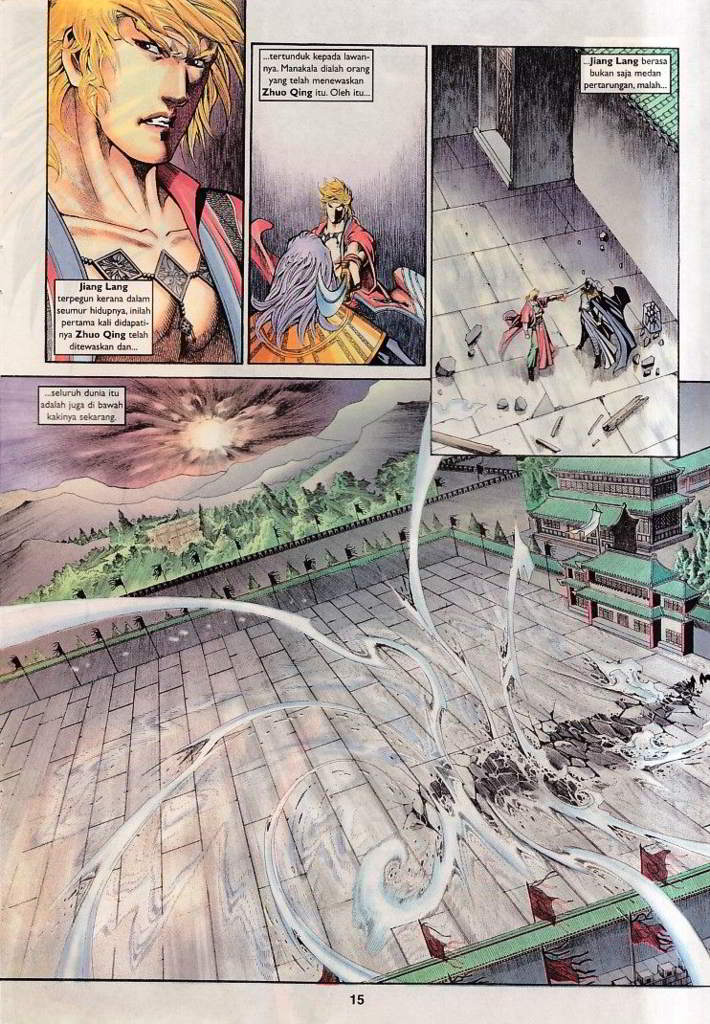 Jiang Lang
terpegun kerana dalam
seumur hidupnya, inilah
pertama kali didapati-
nya Zhuo Qing telah
ditewaskan dan...
...tertunduk kepada lawan-
nya. Manakala dialah orang
yang telah menewaskan
Zhuo Qing itu. Oleh itu...
...Jiang Lang berasa
bukan saja medan
pertarungan, malah...
...seluruh dunia itu
adalah juga di bawah
kakinya sekarang.
15